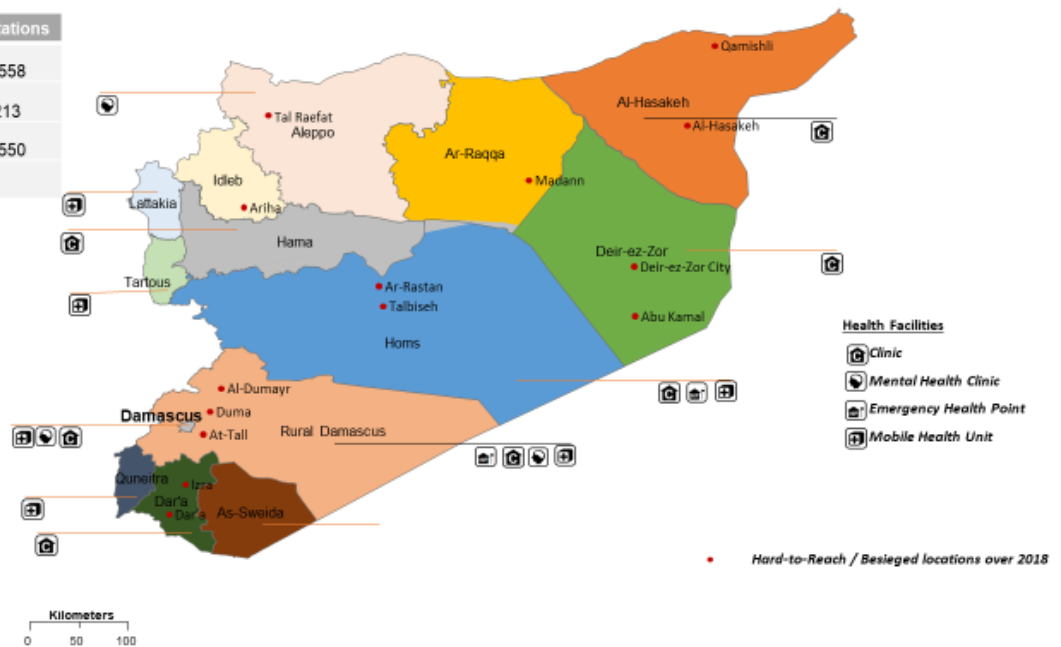 558
213
550
Qamishli
Al-Hasakeh
Al-Hasakeh
Tal Raefat
Aleppo
Ar-Raqqa
Madann
Idleb
Ariha
Lattakia
Hama
Tartous
Deir-ez-Zor
Deir-ez-Zor City
Abu Kamal
Ar-Rastan
Talbiseh
Homs
Health Facilities
Clinic
Mental Health Clinic
Emergency Health Point
Mobile Health Unit
Al-Dumayr
Damascus
Duma
At-Tall
Rural Damascus
Quneitra
Izra
Dar'a
Dar'a
As-Sweida
Hard-to-Reach / Besieged locations over 2018
Kilometers
0 50 100